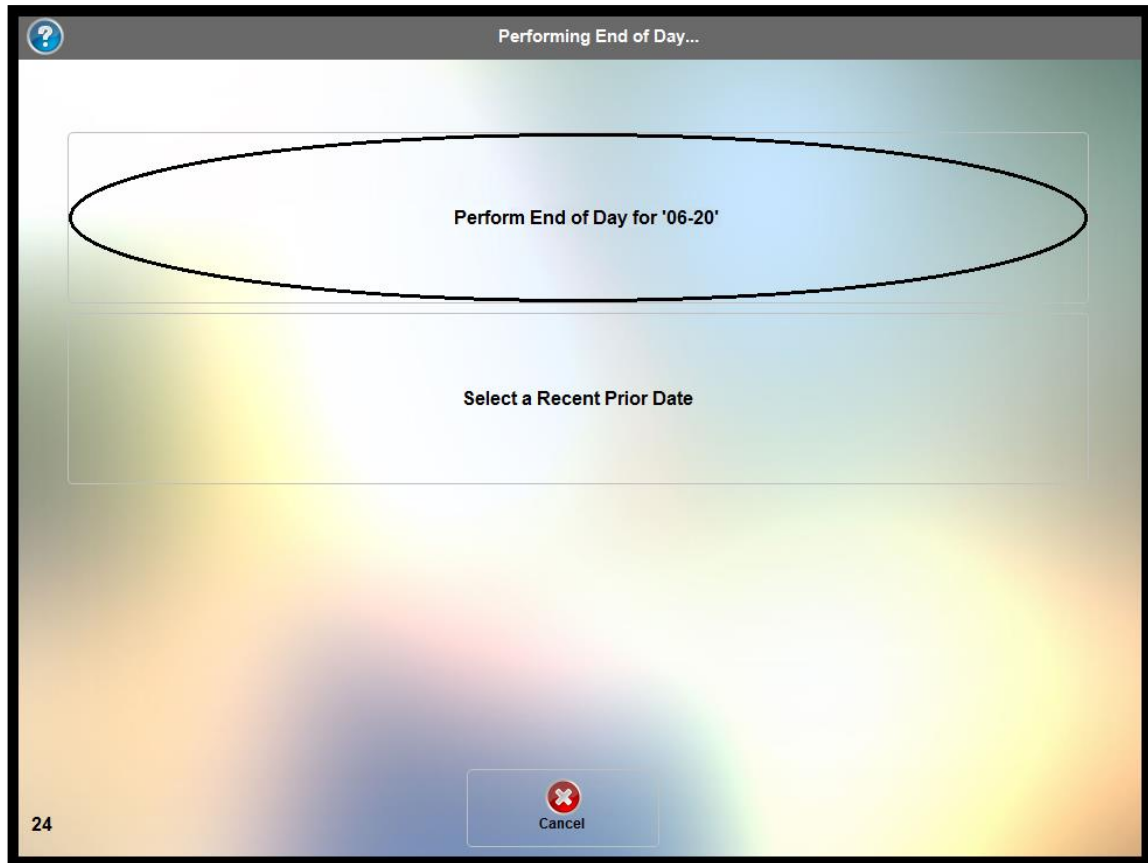 ?
Performing End of Day...
Perform End of Day for '06-20'
Select a Recent Prior Date
24
Cancel